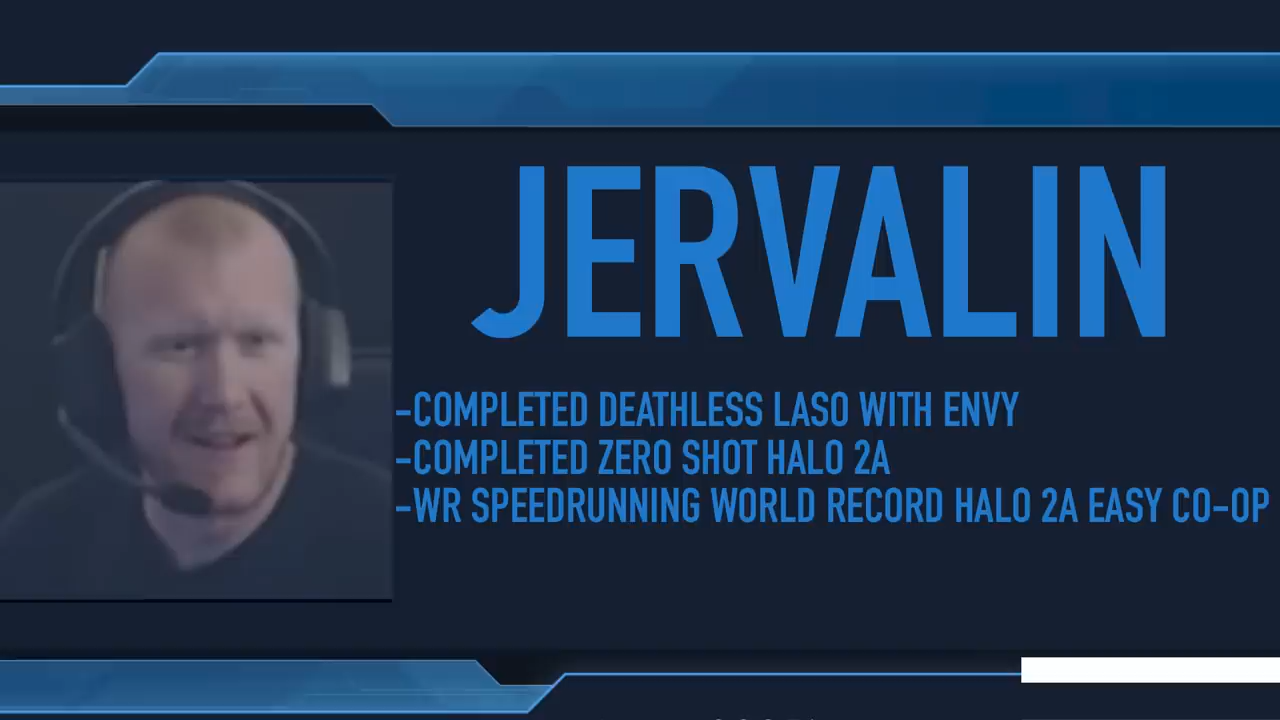 JERVALIN
-COMPLETED DEATHLESS LASO WITH ENVY
-COMPLETED ZERO SHOT HALO 2A
-WR SPEEDRUNNING WORLD RECORD HALO 2A EASY CO-OP